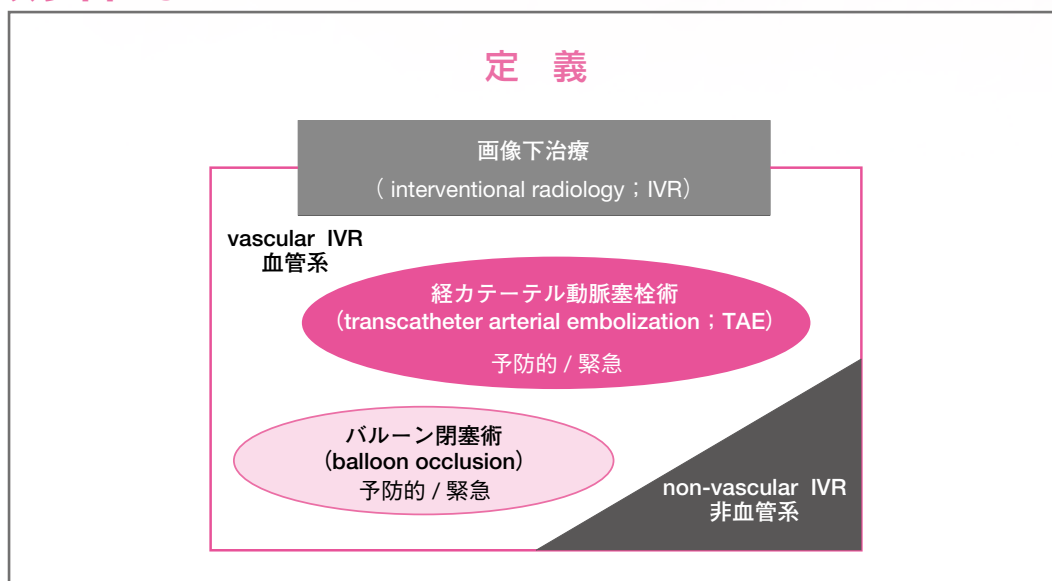 定 義
画像下治療
（ interventional radiology；IVR）
vascular IVR
血管系
経カテーテル動脈塞栓術
（transcatheter arterial embolization；TAE）
予防的 / 緊急
バルーン閉塞術
（balloon occlusion）
予防的 / 緊急
non-vascular IVR
非血管系